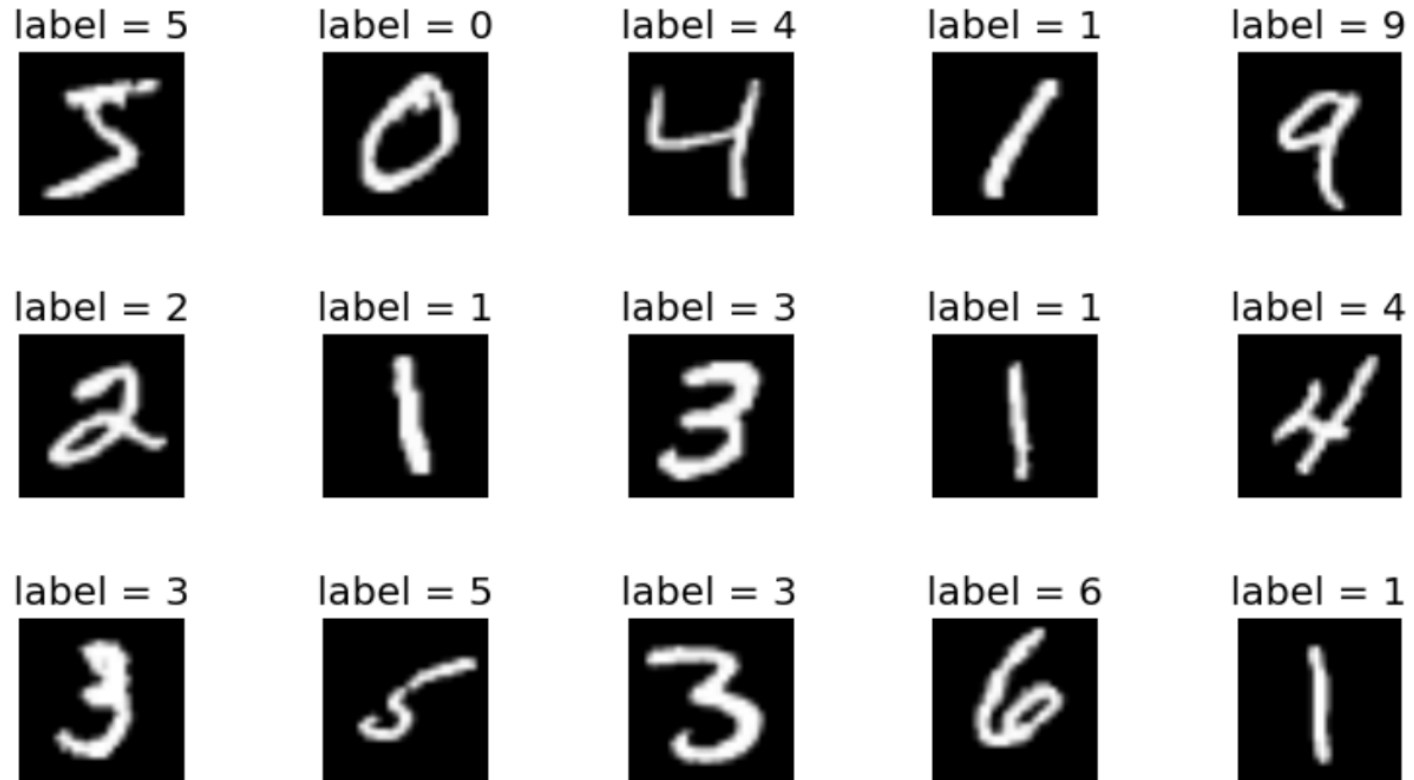 label = 5 label = 0 label = 4 label = 1 label = 9
5 0 4 1 9
label = 2 label = 1 label = 3 label = 1 label = 4
2 1 3 1 4
label = 3 label = 5 label = 3 label = 6 label = 1
3 5 3 6 1